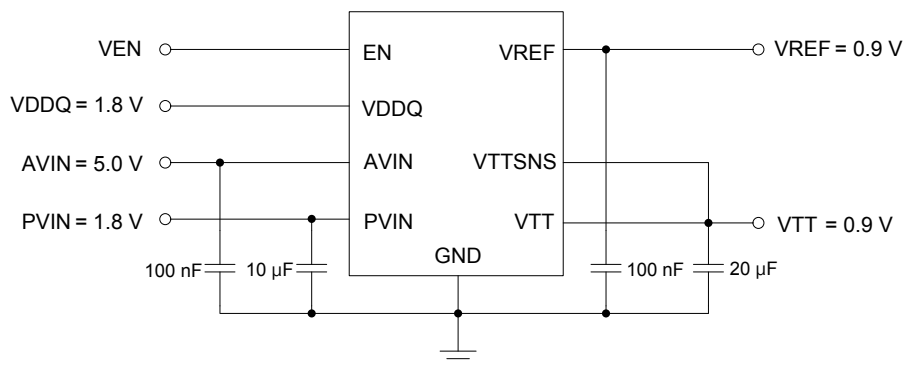 VEN
EN
VREF
VREF = 0.9 V
VDDQ = 1.8 V
VDDQ
AVIN = 5.0 V
AVIN
VTTSNS
PVIN = 1.8 V
PVIN
VTT
VTT = 0.9 V
GND
100 nF
10 µF
100 nF
20 µF